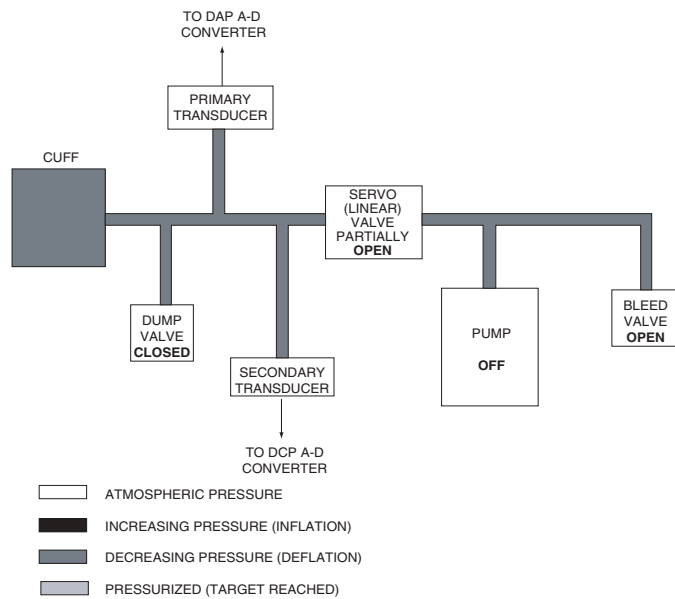 TO DAP A-D
CONVERTER
PRIMARY
TRANSDUCER
CUFF
SERVO
(LINEAR)
VALVE
PARTIALLY
OPEN
DUMP
VALVE
CLOSED
PUMP
OFF
BLEED
VALVE
OPEN
SECONDARY
TRANSDUCER
TO DCP A-D
CONVERTER
ATMOSPHERIC PRESSURE
INCREASING PRESSURE (INFLATION)
DECREASING PRESSURE (DEFLATION)
PRESSURIZED (TARGET REACHED)